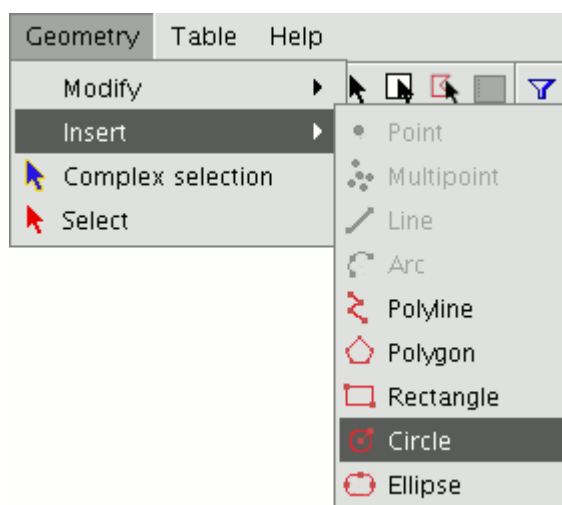 Geometry Table Help
Modify
Insert
Complex selection
Select
Point
Multipoint
Line
Arc
Polyline
Polygon
Rectangle
Circle
Ellipse